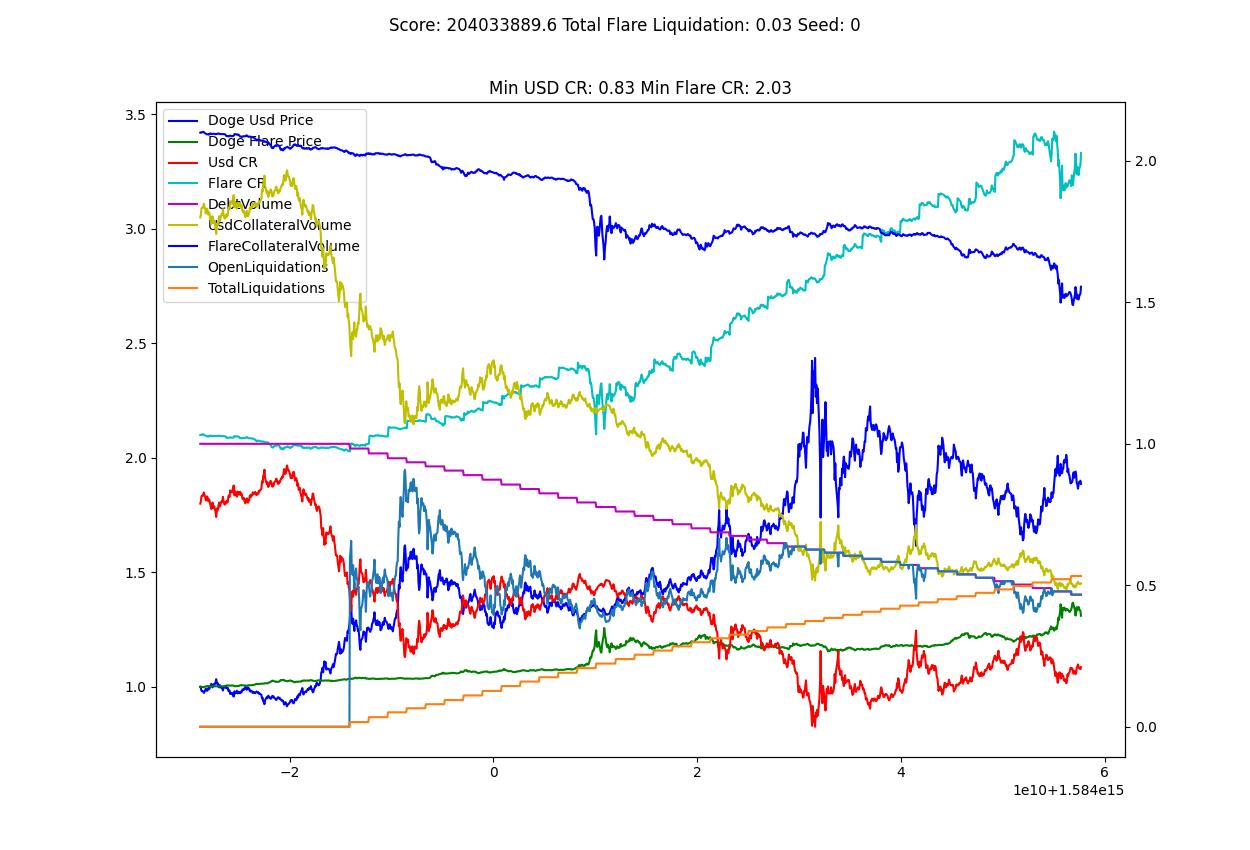 Score: 204033889.6 Total Flare Liquidation: 0.03 Seed: 0
Min USD CR: 0.83 Min Flare CR: 2.03
3.5
3.0
2.5
2.0
1.5
1.0
Doge Usd Price
Doge Flare Price
Usd CR
Flare CR
DebtVolume
UsdCollateralVolume
FlareCollateralVolume
OpenLiquidations
TotalLiquidations
2.0
1.5
1.0
0.5
0.0
−2 0 2 4 6
1e10+1.584e15